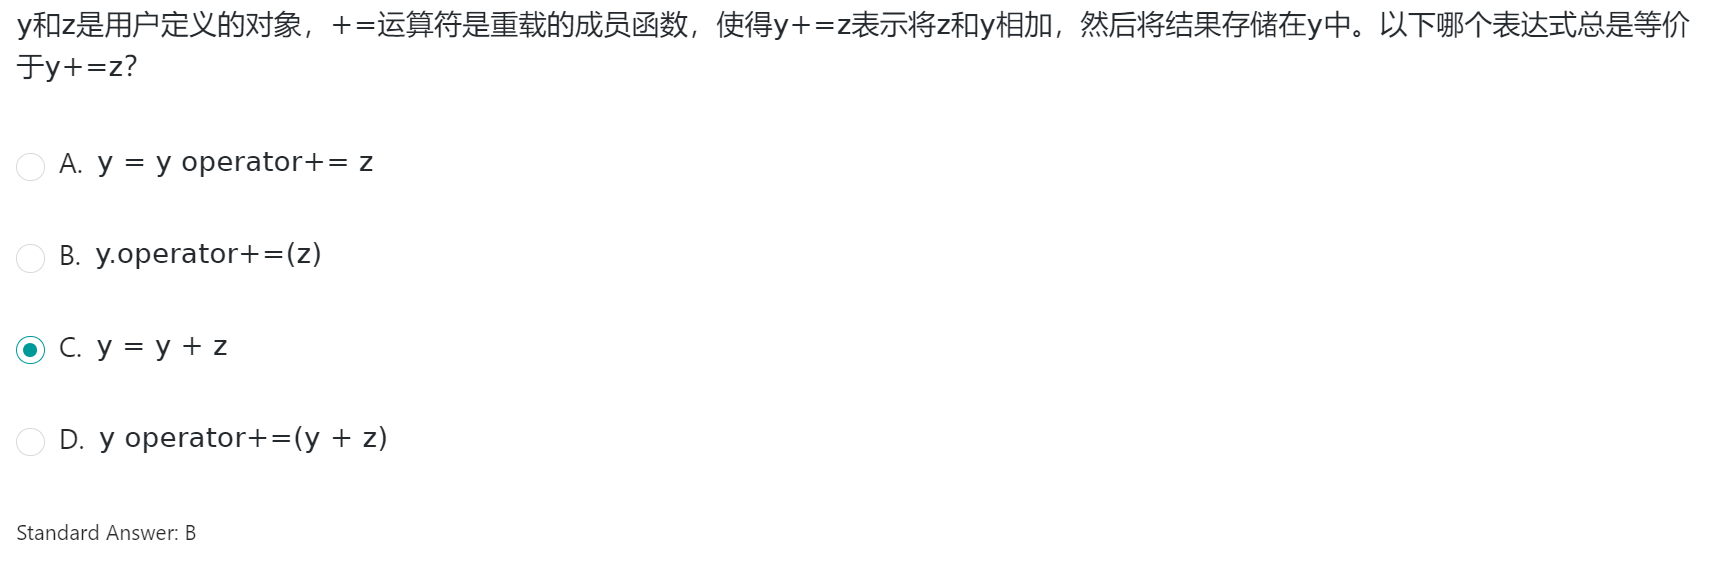 y和z是用户定义的对象，+=运算符是重载的成员函数，使得y+=z表示将z和y相加，然后将结果存储在y中。以下哪个表达式总是等价
于y+=z?
A. y = y operator+= z
B. y.operator+=(z)
C. y = y + z
D. y operator+=(y + z)
Standard Answer: B